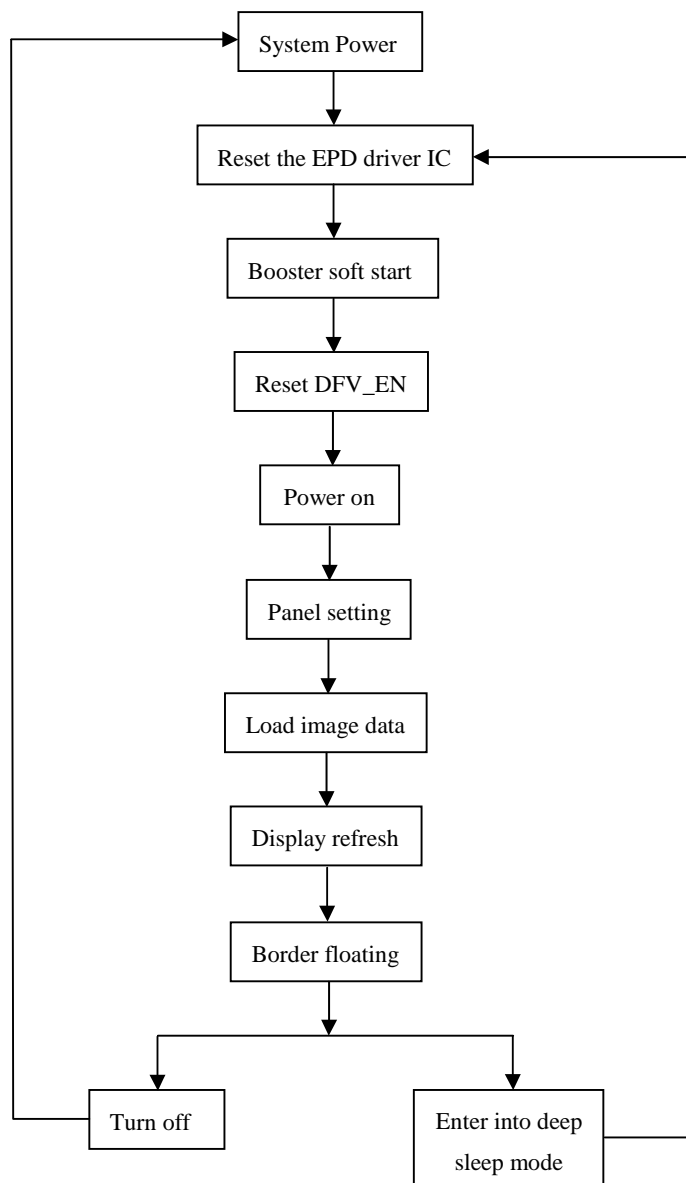 System Power
Reset the EPD driver IC
Booster soft start
Reset DFV_EN
Power on
Panel setting
Load image data
Display refresh
Border floating
Turn off
Enter into deep
sleep mode